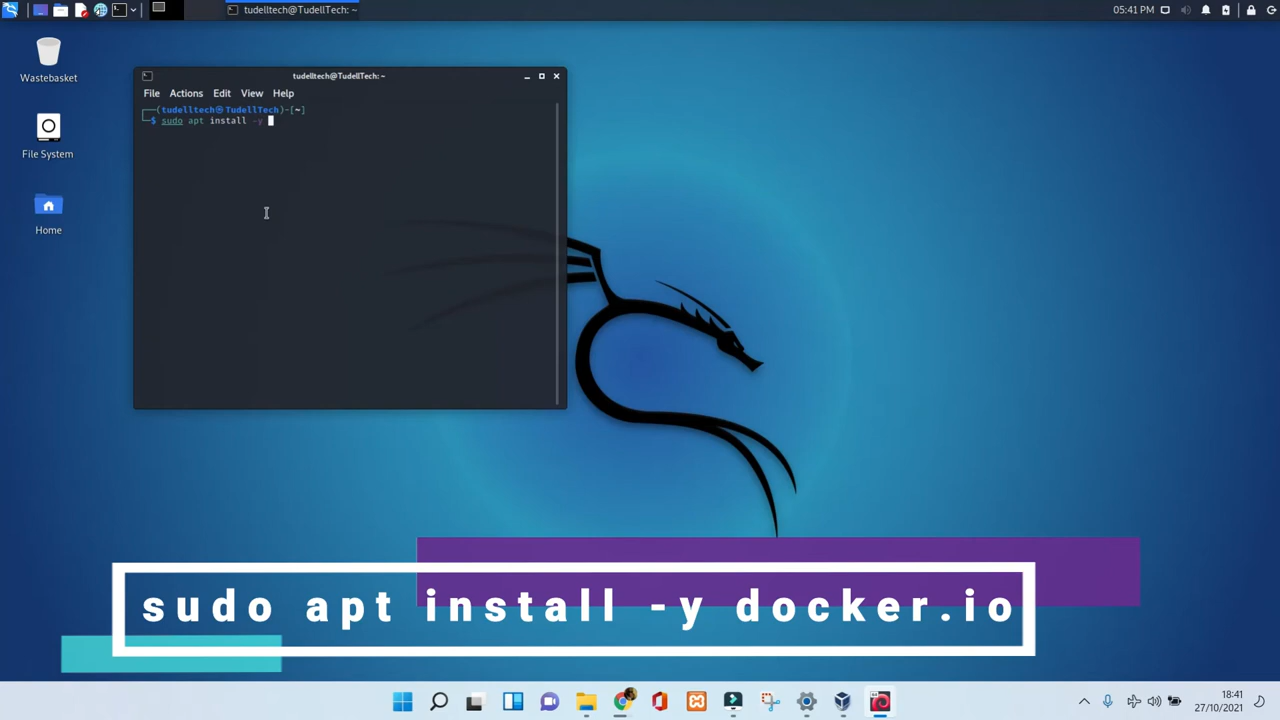 tudelltech@TudellTech: ~
05:41 PM
Wastebasket
File System
Home
tudelltech@TudellTech: ~
File Actions Edit View Help
┌──(tudelltech㉿TudellTech)-[~]
└─$ sudo apt install -y
sudo apt install -y docker.io
18:41
27/10/2021